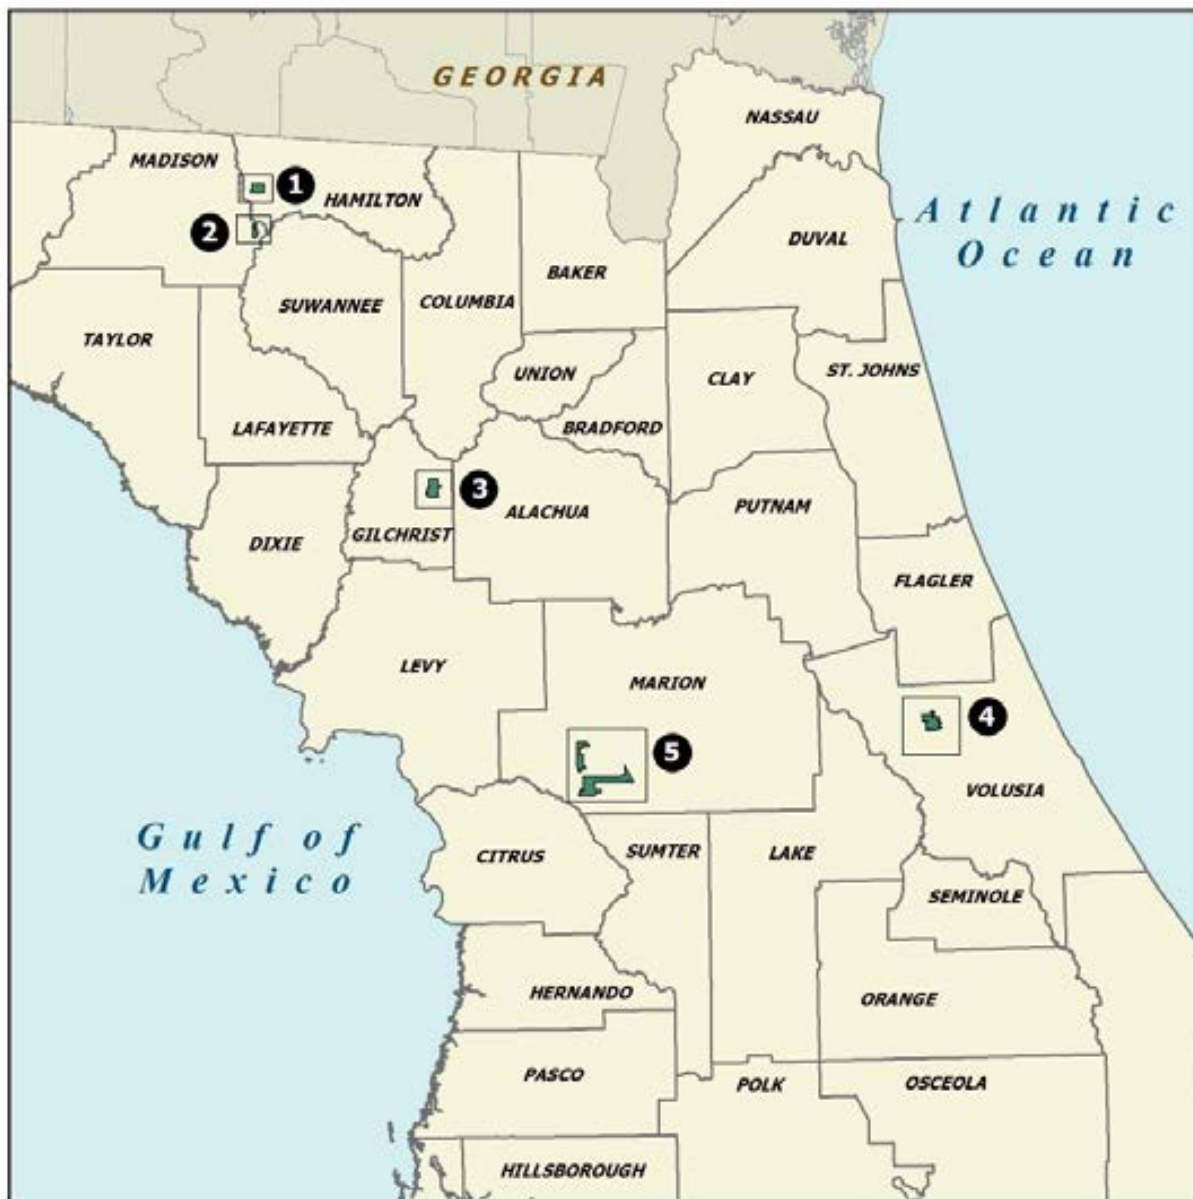 GEORGIA
NASSAU
MADISON
1
HAMILTON
2
Atlantic
Ocean
DUVAL
BAKER
SUWANNEE
COLUMBIA
TAYLOR
UNION
CLAY
ST. JOHNS
LAFAYETTE
BRADFORD
3
ALACHUA
PUTNAM
GILCHRIST
DIXIE
FLAGLER
LEVY
MARION
4
5
VOLUSIA
Gulf of
Mexico
CITRUS
SUMTER
LAKE
SEMINOLE
HERNANDO
ORANGE
PASCO
POLK
OSCEOLA
HILLSBOROUGH